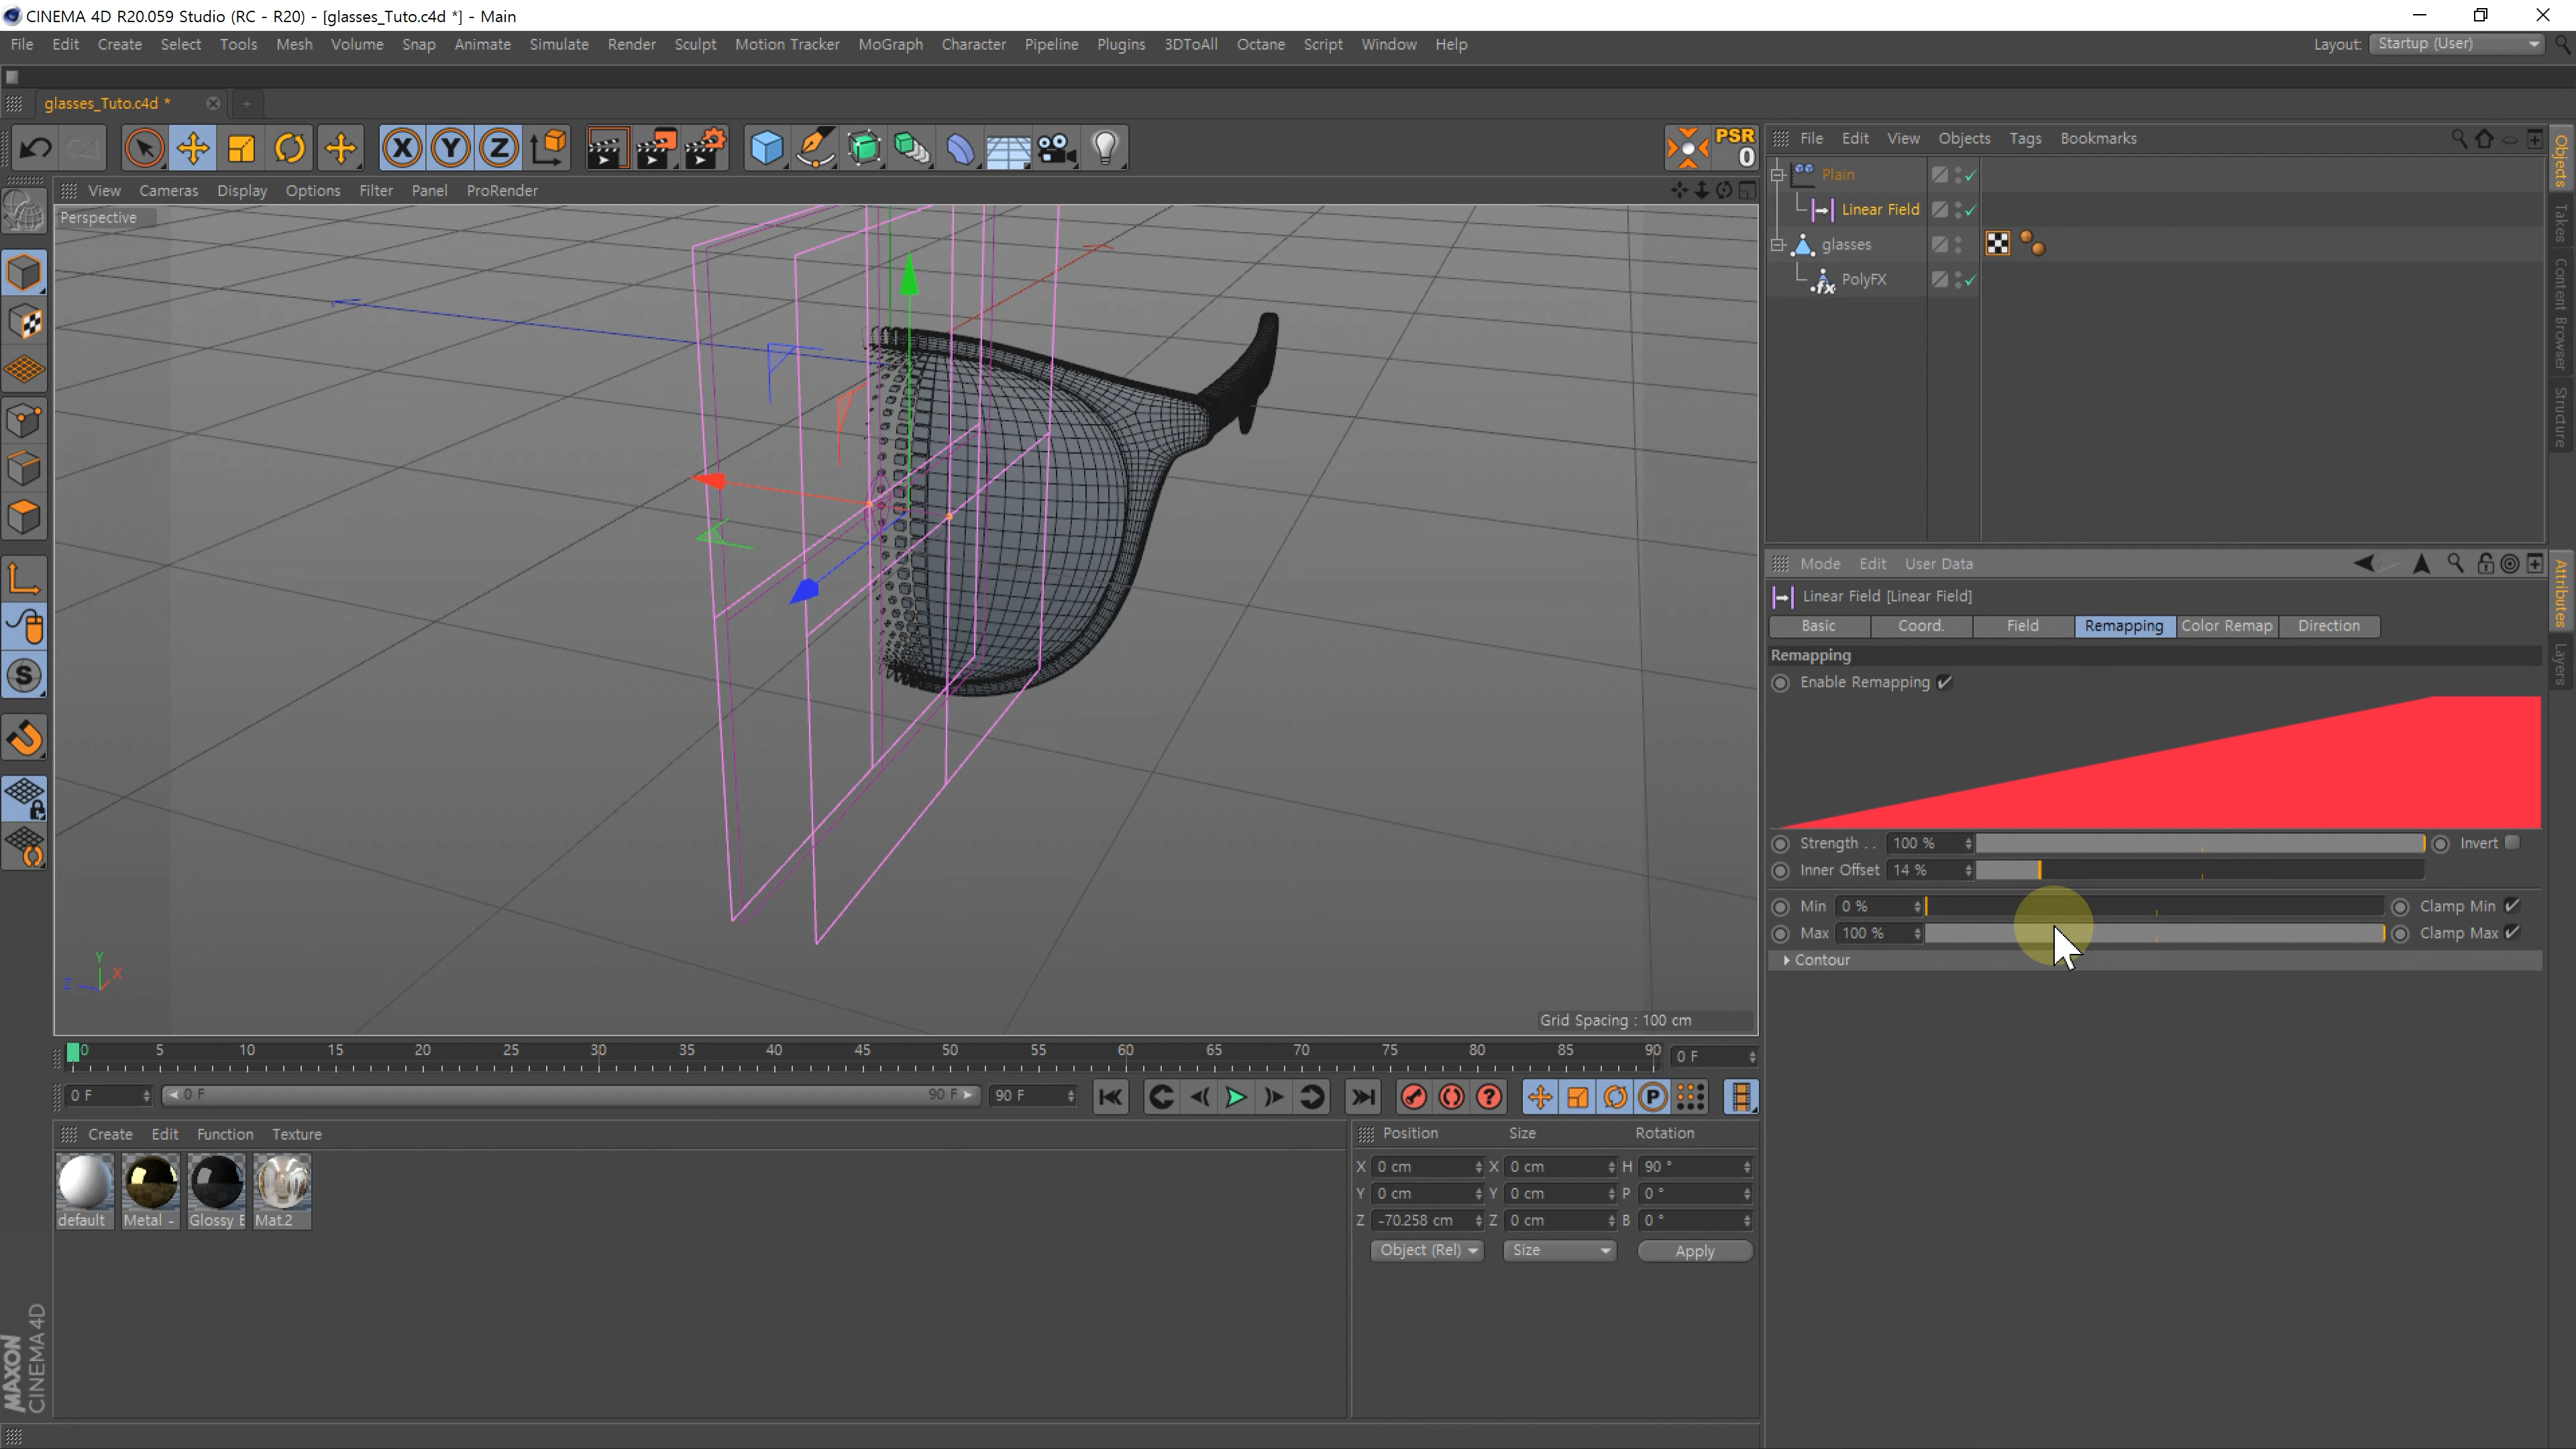 CINEMA 4D R20.059 Studio (RC - R20) - [glasses_Tuto.c4d *] - Main
File Edit Create Select Tools Mesh Volume Snap Animate Simulate Render Sculpt Motion Tracker MoGraph Character Pipeline Plugins 3DToAll Octane Script Window Help
Layout: Startup (User)
glasses_Tuto.c4d *
X Y Z
PSR
0
File Edit View Objects Tags Bookmarks
Objects
Takes
Content Browser
Structure
Plain
Linear Field
glasses
PolyFX
View Cameras Display Options Filter Panel ProRender
Perspective
Y
X
Z
Grid Spacing : 100 cm
Mode Edit User Data
Attributes
Layers
Linear Field [Linear Field]
Basic Coord. Field Remapping Color Remap Direction
Remapping
Enable Remapping
Strength . . 100 % Invert
Inner Offset 14 %
Min 0 % Clamp Min
Max 100 % Clamp Max
Contour
0 5 10 15 20 25 30 35 40 45 50 55 60 65 70 75 80 85 90 0 F
0 F 0 F 90 F 90 F
Create Edit Function Texture
default Metal - Glossy E Mat.2
Position Size Rotation
X 0 cm X 0 cm H 90 °
Y 0 cm Y 0 cm P 0 °
Z -70.258 cm Z 0 cm B 0 °
Object (Rel) Size Apply
MAXON
CINEMA 4D